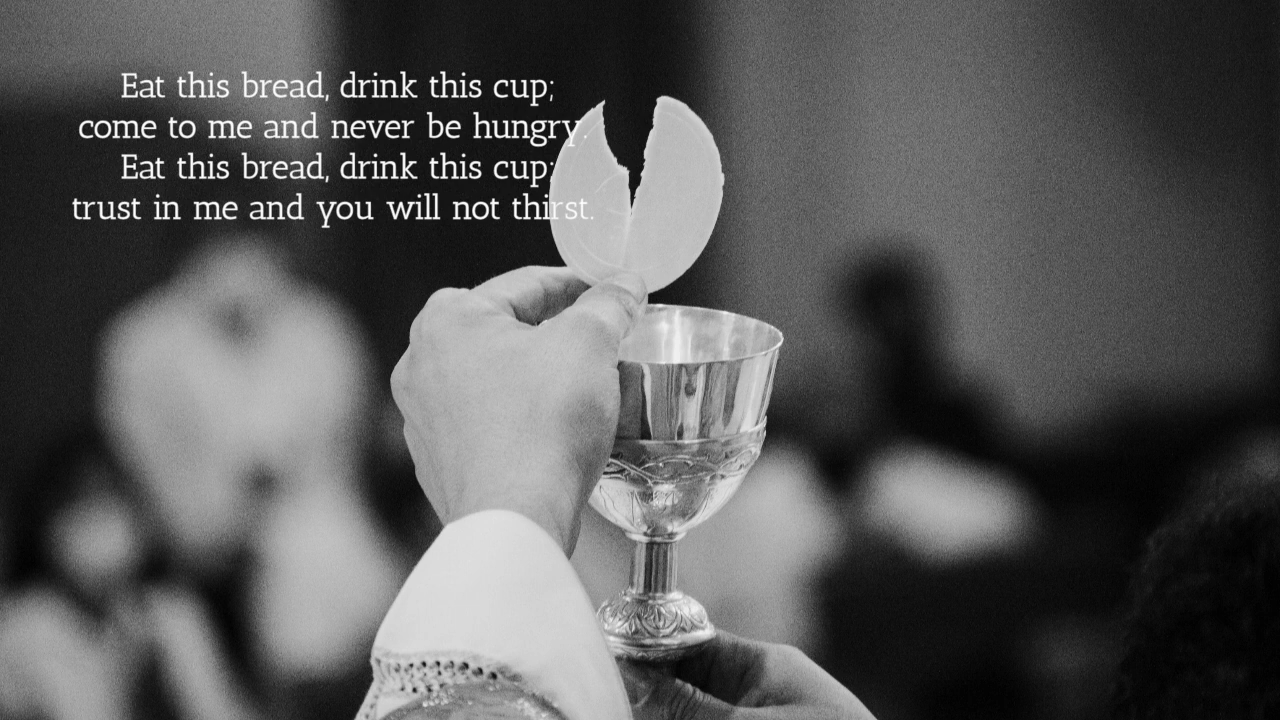 Eat this bread, drink this cup;
come to me and never be hungry.
Eat this bread, drink this cup;
trust in me and you will not thirst.